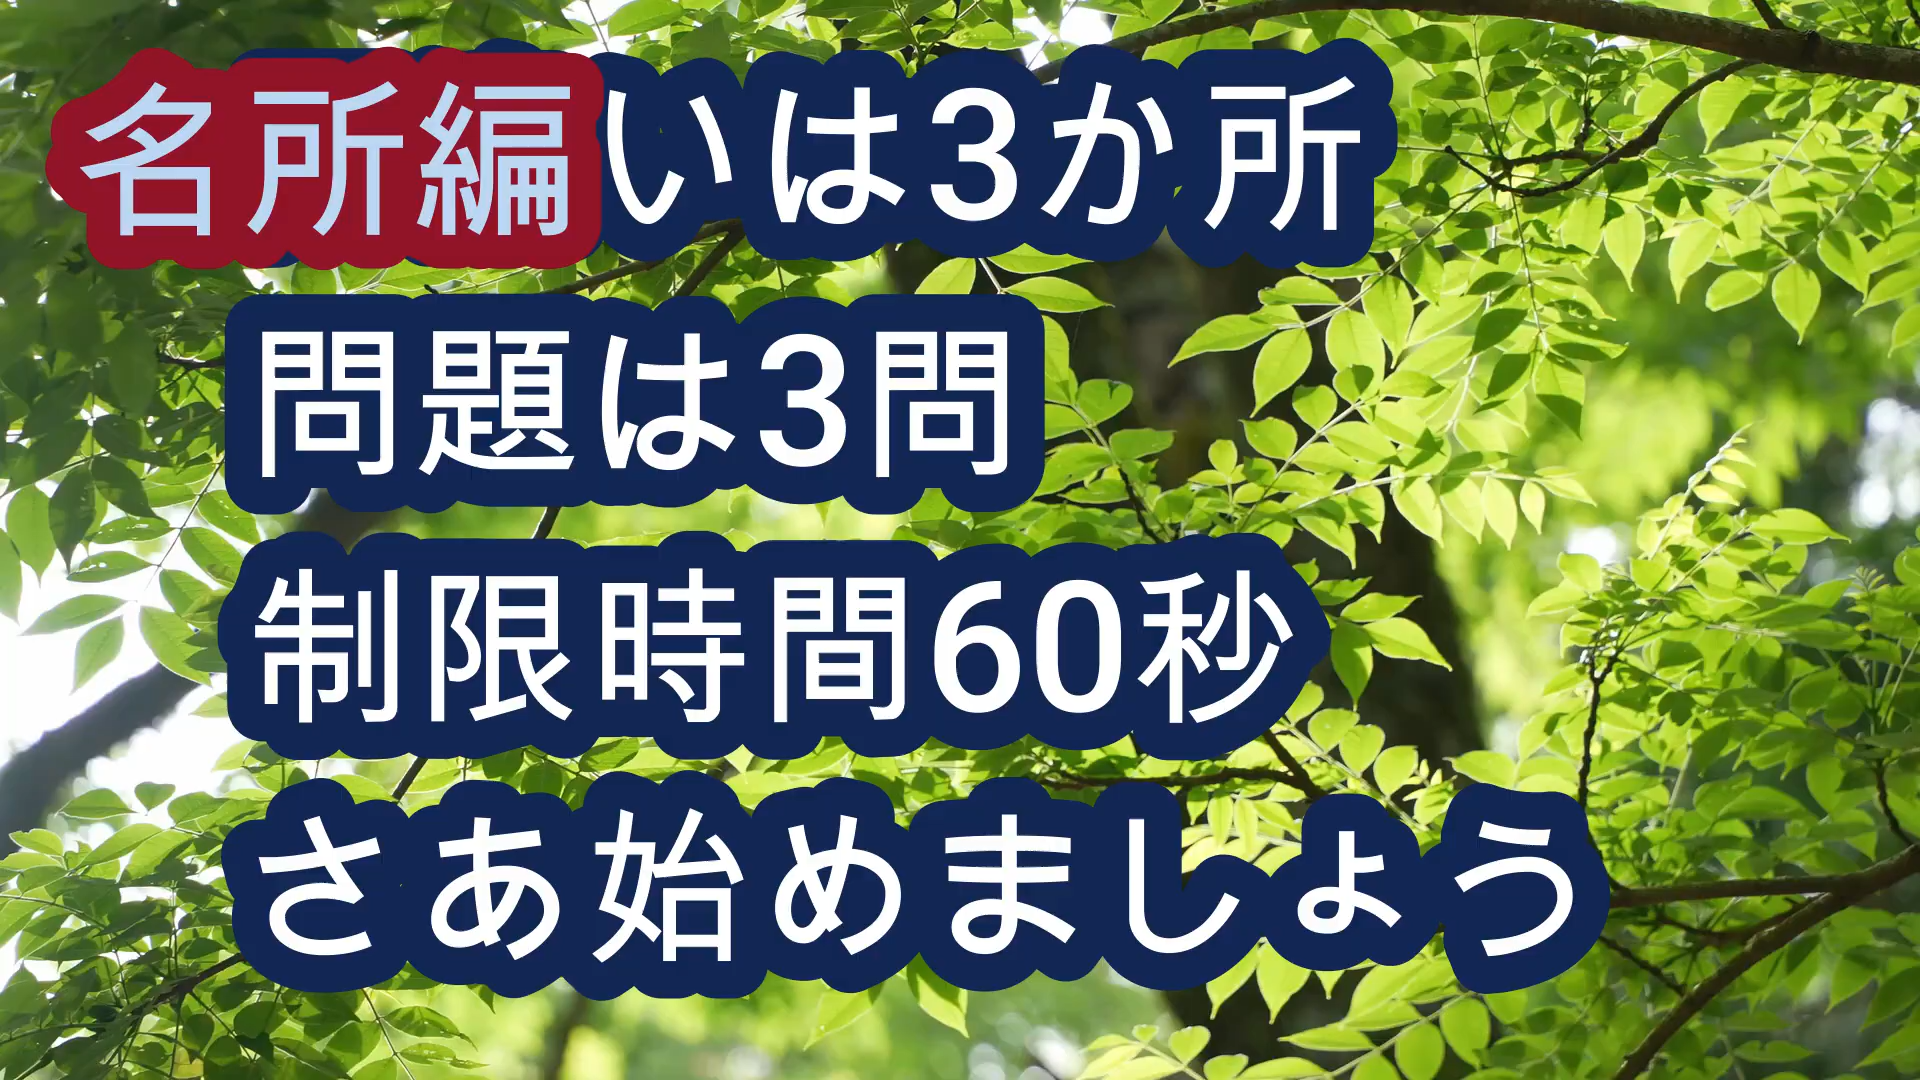 名所編いは3か所
問題は3問
制限時間60秒
さあ始めましょう